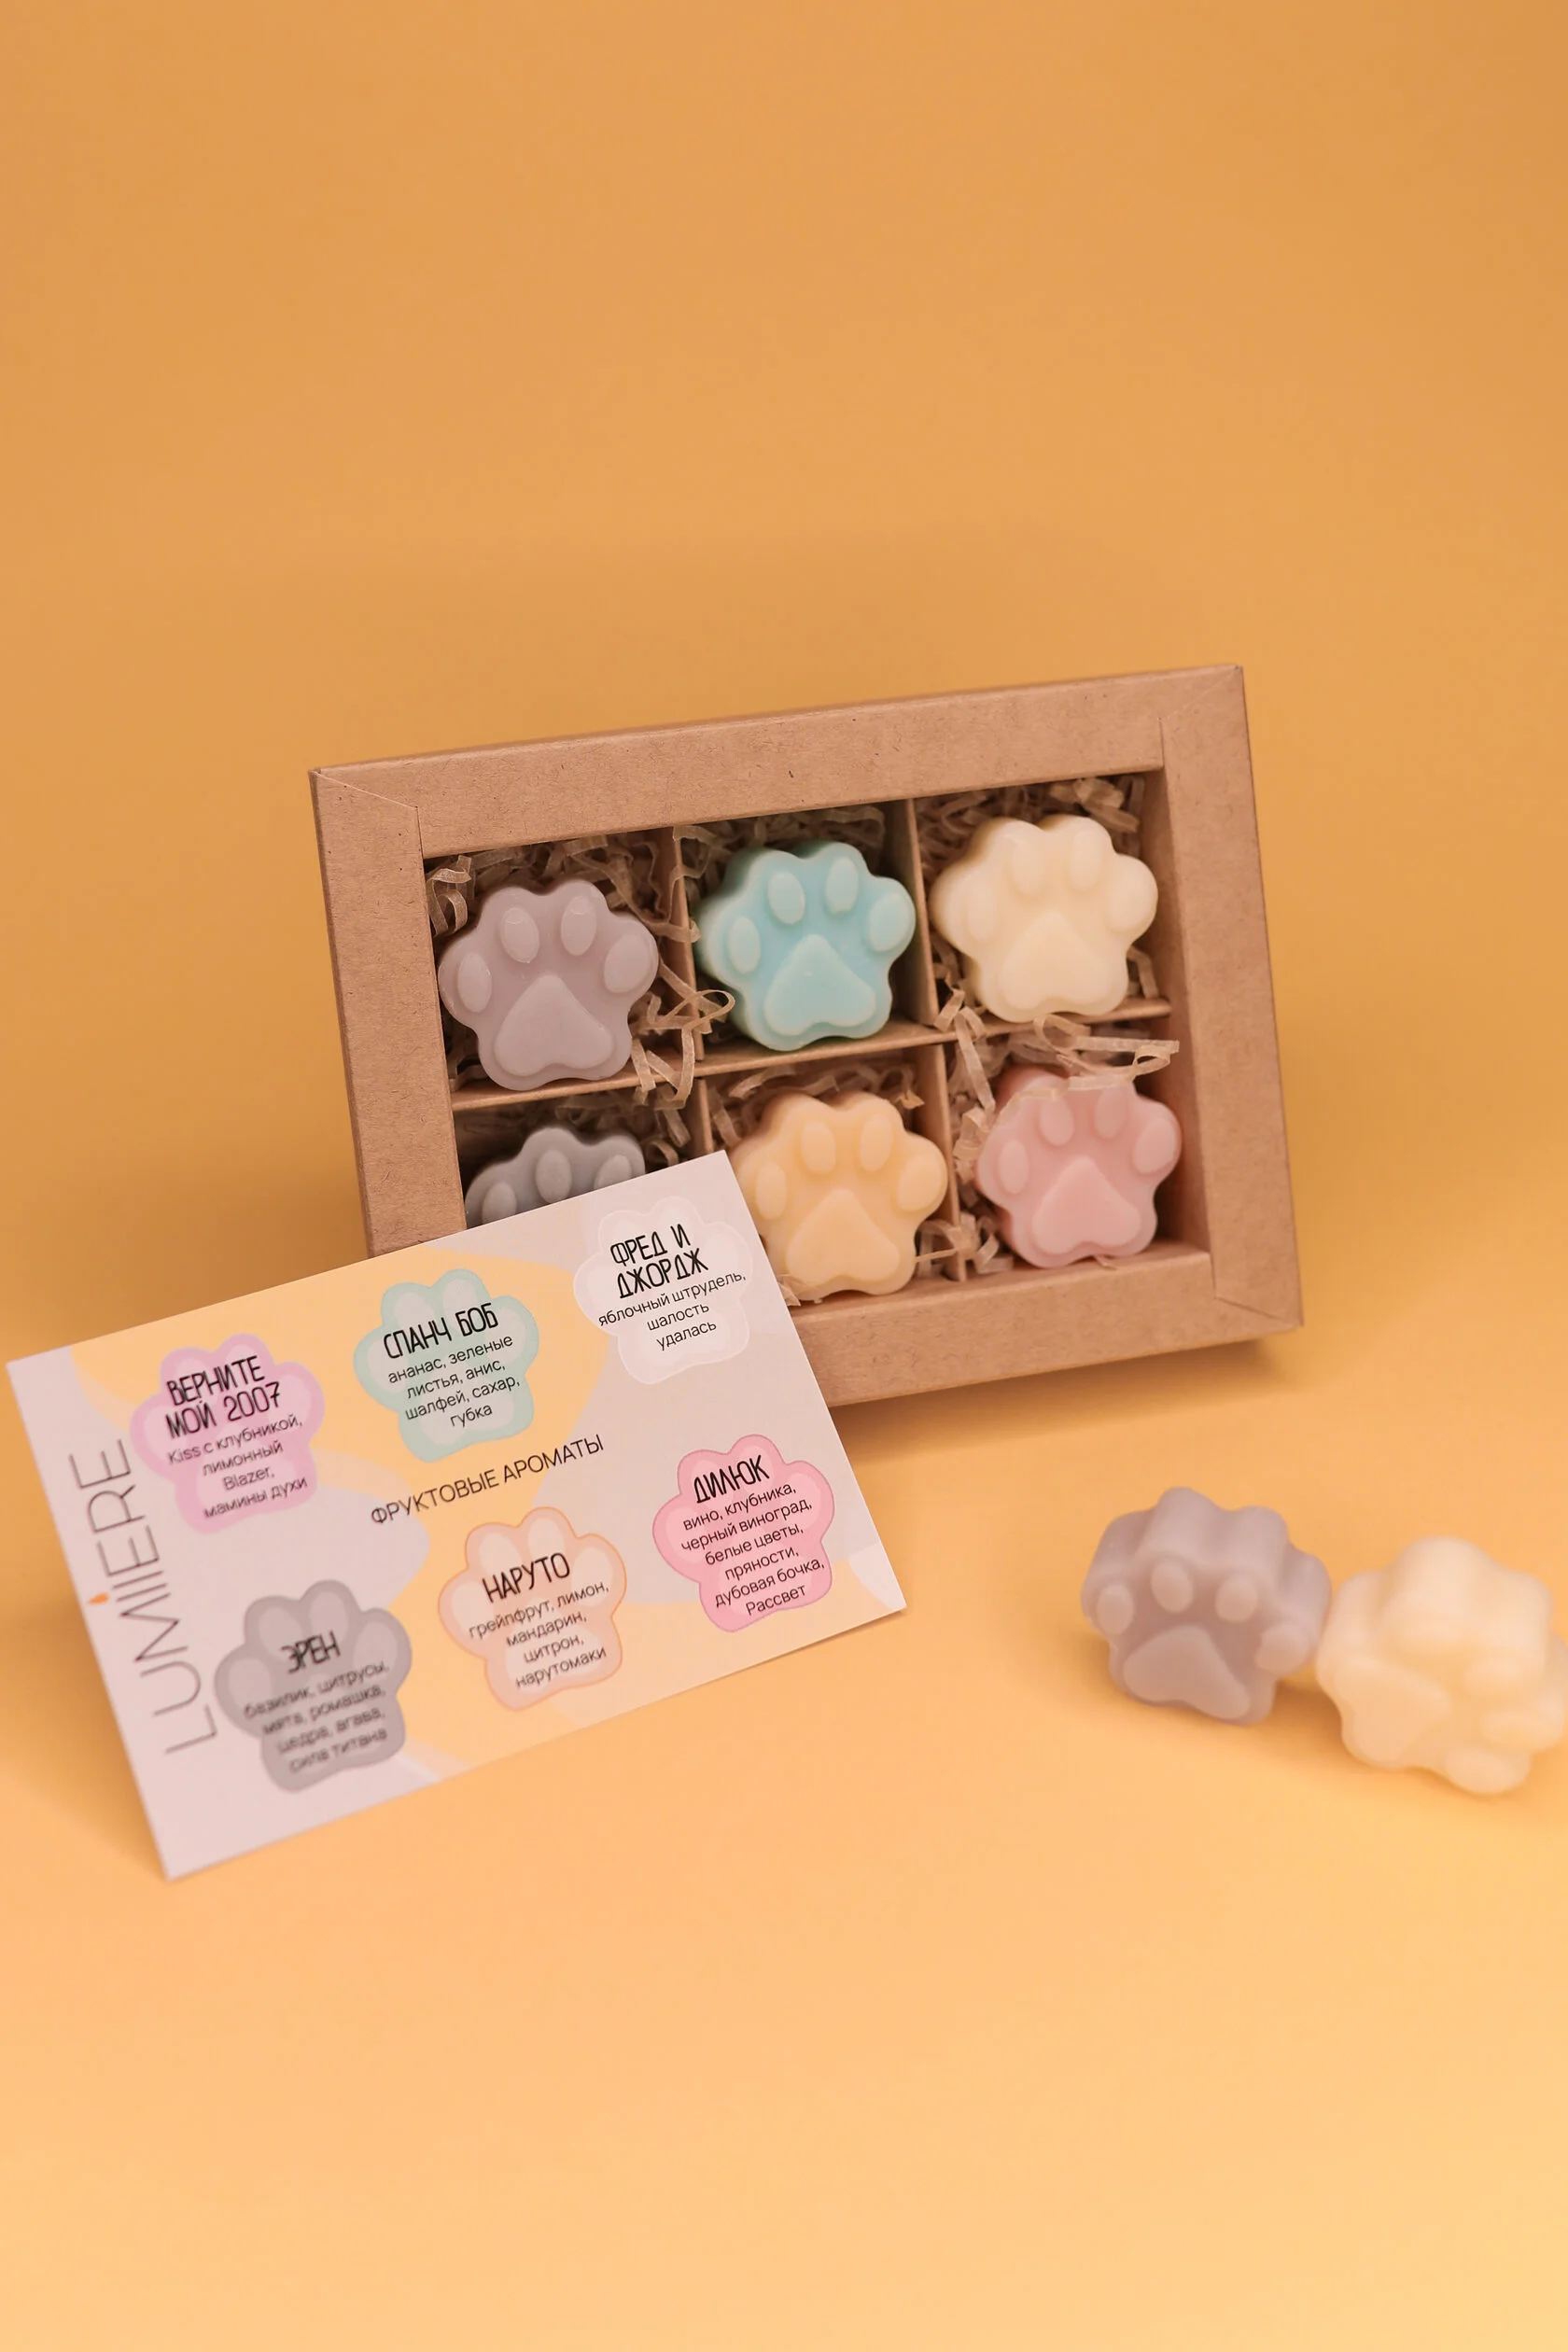 LUMIERE
ВЕРНИТЕ
МОЙ 2007
Kiss с клубникой,
лимонный
Blazer,
мамины духи
СПАНЧ БОБ
ананас, зеленые
листья, анис,
шалфей, сахар,
губка
ФРЕД И
ДЖОРДЖ
яблочный штрудель,
шалость
удалась
ФРУКТОВЫЕ АРОМАТЫ
ЭРЕН
базилик, цитрусы,
мята, ромашка,
цедра, агава,
сила титана
НАРУТО
грейпфрут, лимон,
мандарин,
цитрон,
нарутомаки
ДИЛЮК
вино, клубника,
черный виноград,
белые цветы,
пряности,
дубовая бочка,
Рассвет